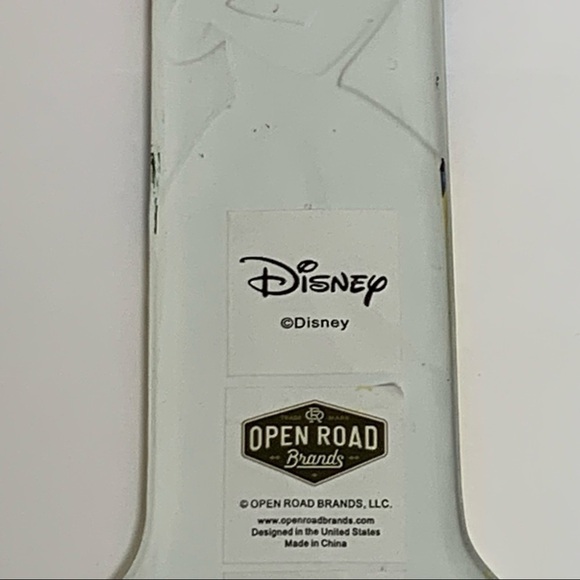 Disney
©Disney
TRADE OR MARK
OPEN ROAD
Brands
© OPEN ROAD BRANDS, LLC.
www.openroadbrands.com
Designed in the United States
Made in China